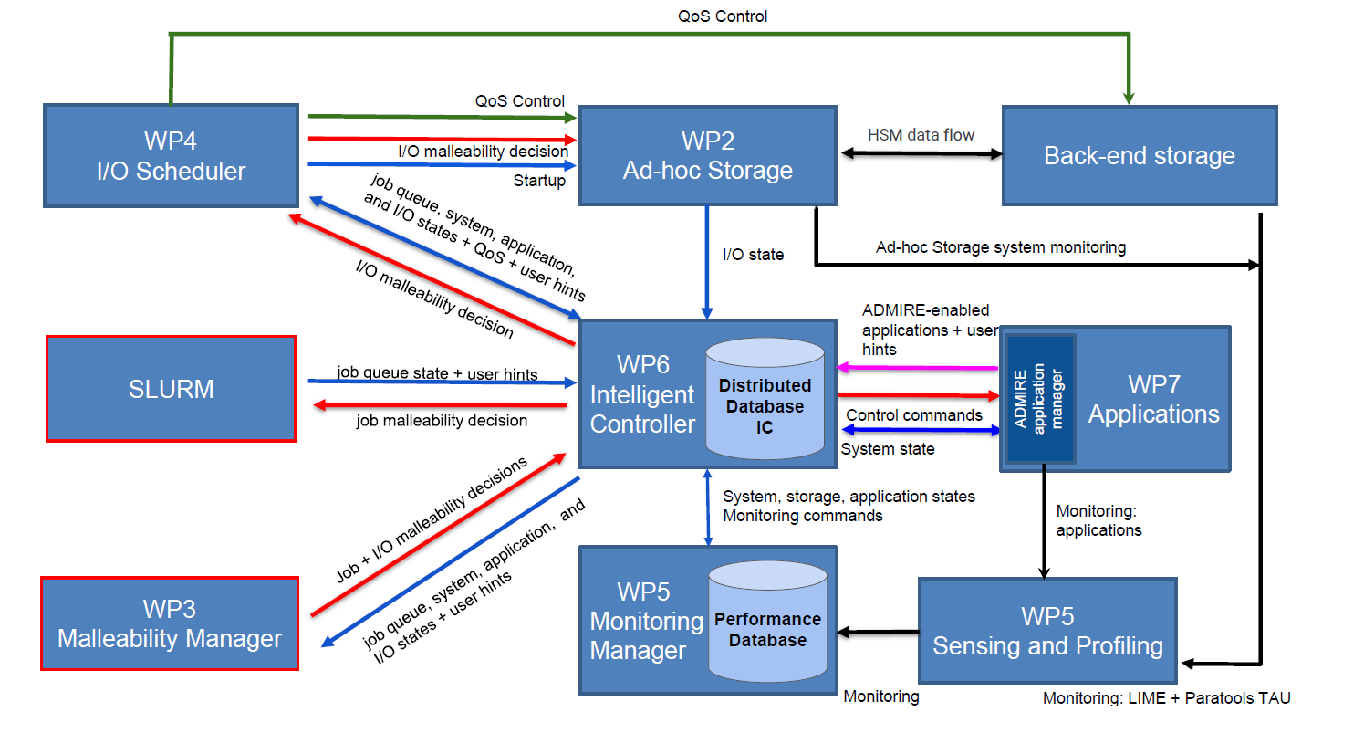 QoS Control
WP4
I/O Scheduler
QoS Control
I/O malleability decision
Startup
WP2
Ad-hoc Storage
HSM data flow
Back-end storage
job queue, system, application,
and I/O states + QoS + user hints
I/O malleability decision
I/O state
Ad-hoc Storage system monitoring
SLURM
job queue state + user hints
job malleability decision
WP6
Intelligent
Controller
Distributed
Database
IC
ADMIRE-enabled
applications + user
hints
Control commands
System state
ADMIRE
application
manager
WP7
Applications
Job + I/O malleability decisions
job queue, system, application, and
I/O states + user hints
System, storage, application states
Monitoring commands
Monitoring:
applications
WP3
Malleability Manager
WP5
Monitoring
Manager
Performance
Database
WP5
Sensing and Profiling
Monitoring
Monitoring: LIME + Paratools TAU